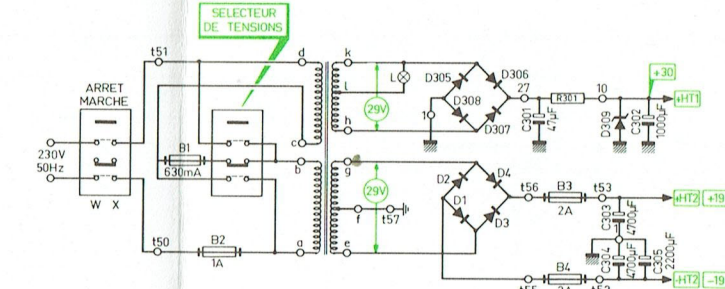 SELECTEUR
DE TENSIONS
t51
d
k
ARRET
MARCHE
L
l
29V
D305
D306
D308
D307
27
R301
10
+30
+HT1
1
C301
47µF
D309
C302
1000µF
h
c
230V
50Hz
B1
630mA
b
g
W X
29V
D2
D4
D1
D3
t56
B3
2A
t53
+HT2
+19
f
t57
C303
4700µF
C304
4700µF
C305
2200µF
t50
B2
1A
a
e
B4
t55
-HT2
-19